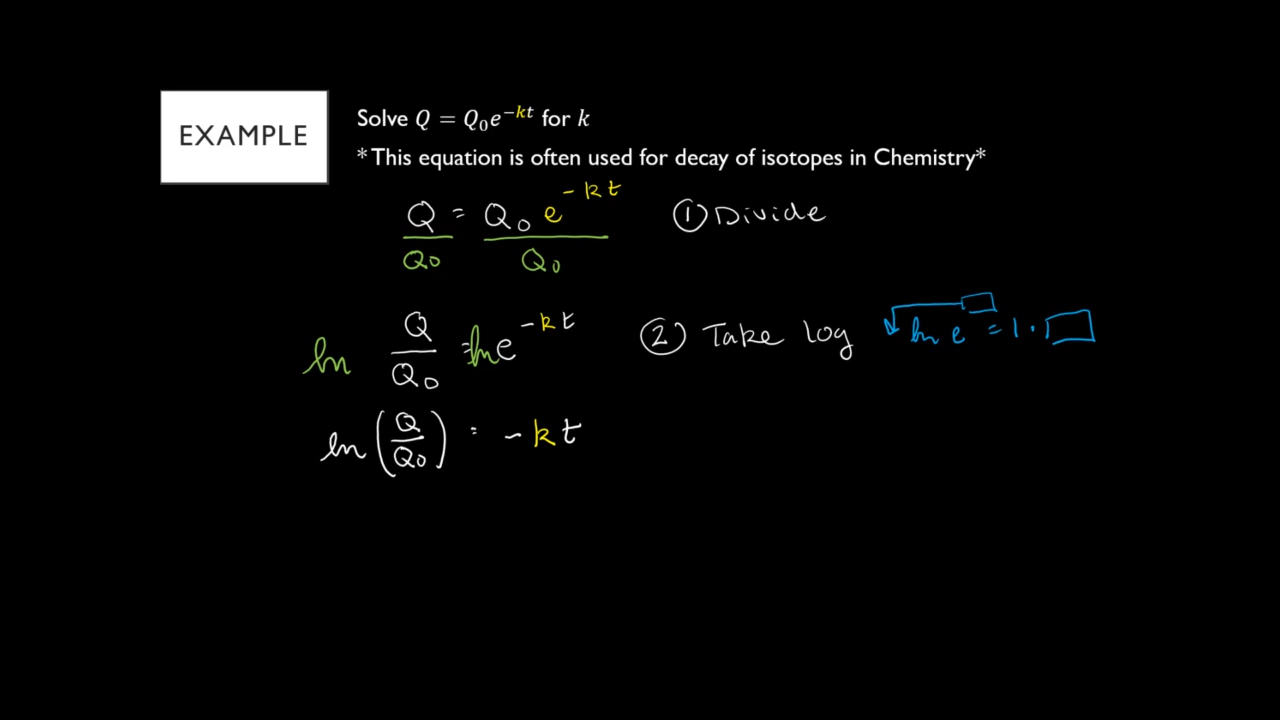 EXAMPLE
Solve Q = Q₀e^{-kt} for k
*This equation is often used for decay of isotopes in Chemistry*
Q/Q₀ = Q₀ e^{-kt}/Q₀ ① Divide
ln Q/Q₀ = ln e^{-kt} ② Take log ln e^□ = 1 · □
ln(Q/Q₀) = -kt